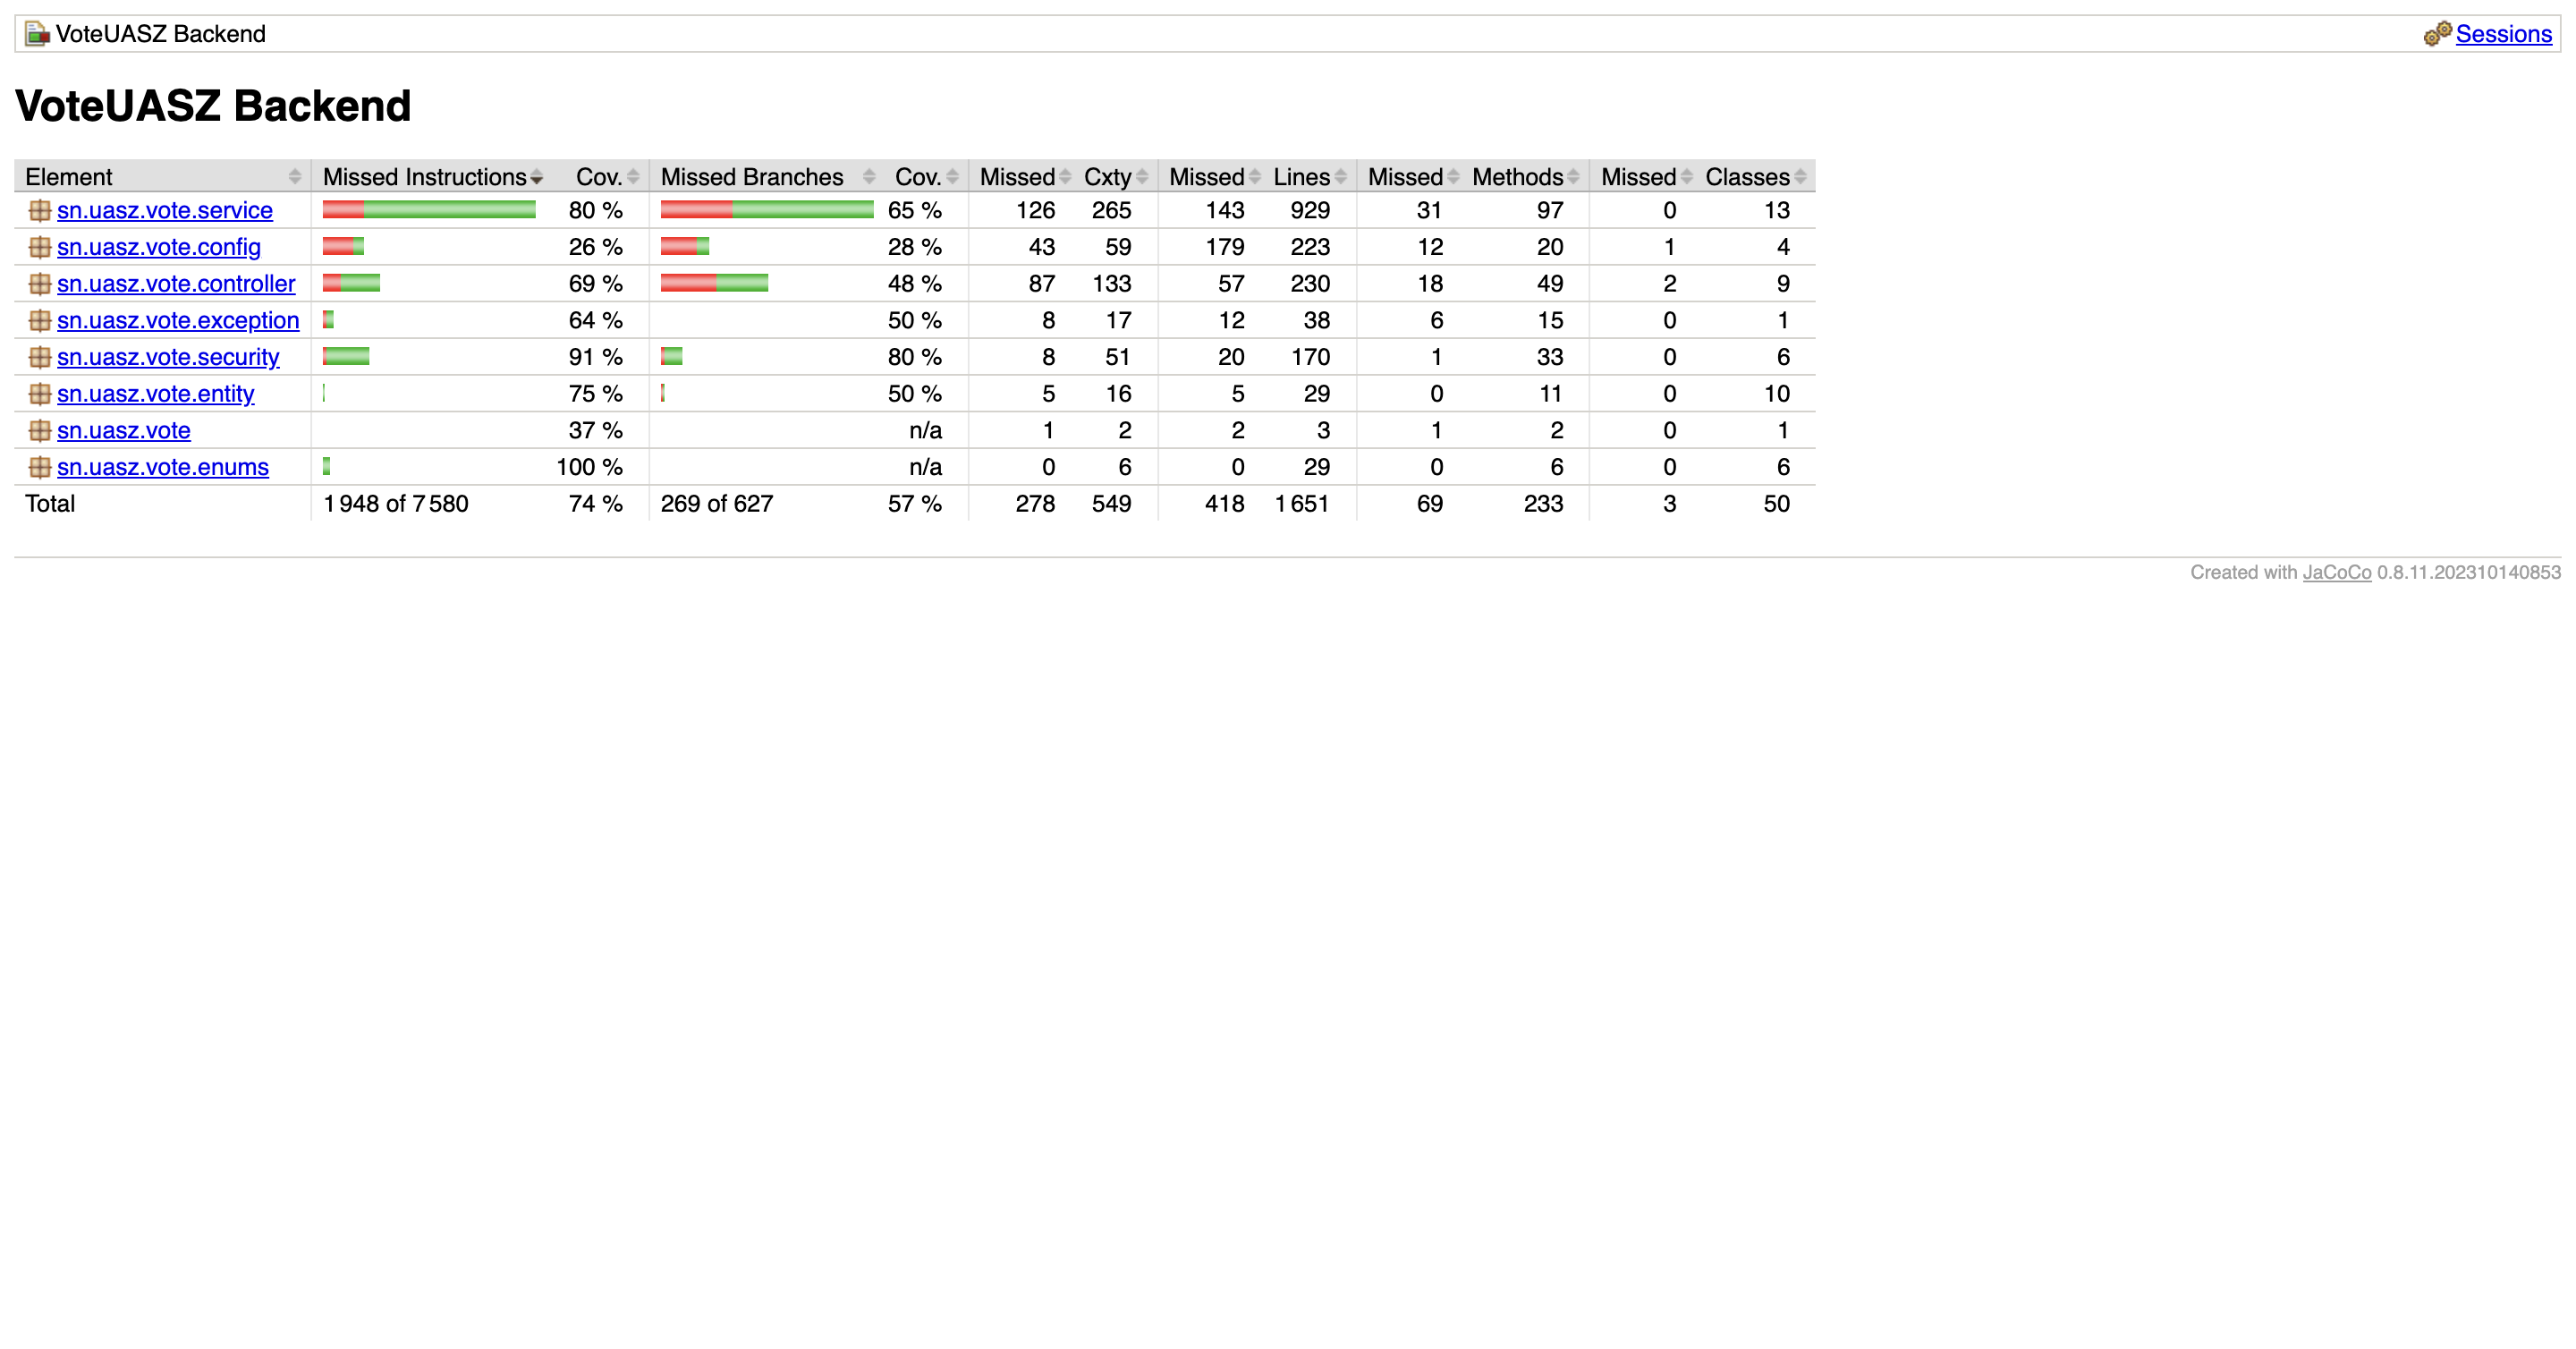 VoteUASZ Backend Sessions
VoteUASZ Backend
Element Missed Instructions Cov. Missed Branches Cov. Missed Cxty Missed Lines Missed Methods Missed Classes
sn.uasz.vote.service 80 % 65 % 126 265 143 929 31 97 0 13
sn.uasz.vote.config 26 % 28 % 43 59 179 223 12 20 1 4
sn.uasz.vote.controller 69 % 48 % 87 133 57 230 18 49 2 9
sn.uasz.vote.exception 64 % 50 % 8 17 12 38 6 15 0 1
sn.uasz.vote.security 91 % 80 % 8 51 20 170 1 33 0 6
sn.uasz.vote.entity 75 % 50 % 5 16 5 29 0 11 0 10
sn.uasz.vote 37 % n/a 1 2 2 3 1 2 0 1
sn.uasz.vote.enums 100 % n/a 0 6 0 29 0 6 0 6
Total 1 948 of 7 580 74 % 269 of 627 57 % 278 549 418 1 651 69 233 3 50
Created with JaCoCo 0.8.11.202310140853